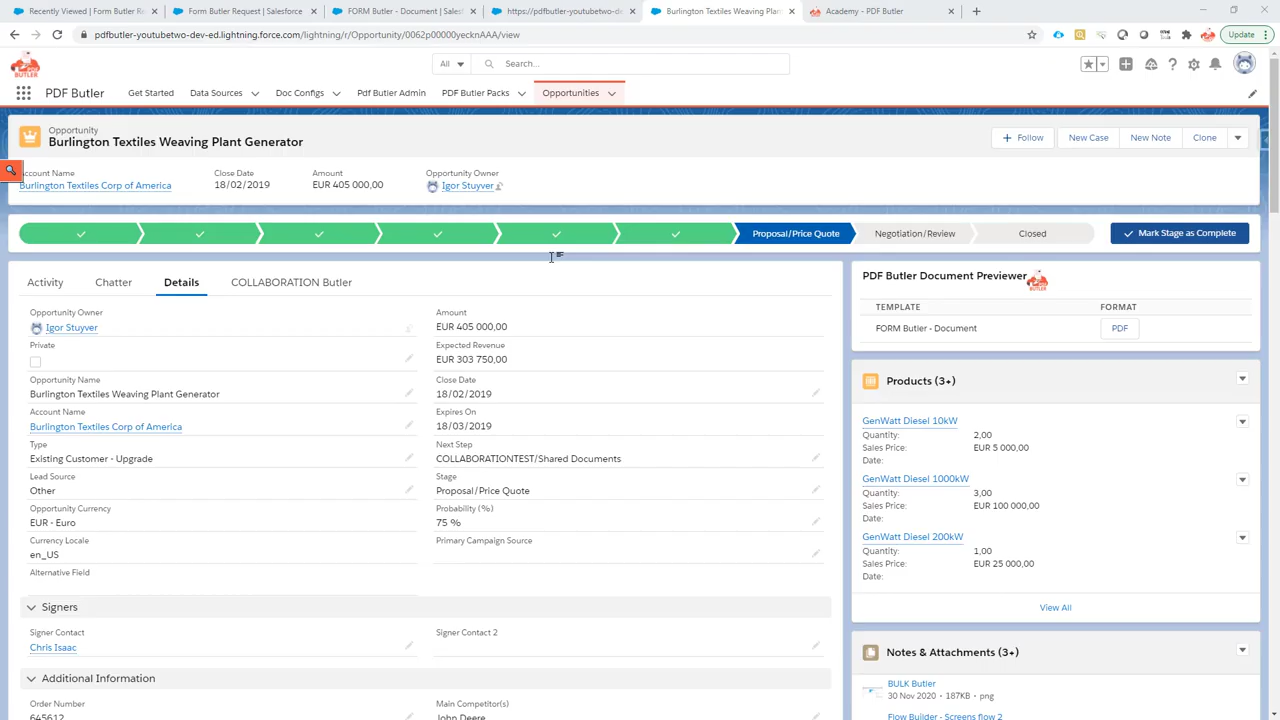 Recently Viewed | Form Butler Re
Form Butler Request | Salesforce
FORM Butler - Document | Sales
https://pdfbutler-youtubetwo-de
Burlington Textiles Weaving Plan
Academy - PDF Butler
pdfbutler-youtubetwo-dev-ed.lightning.force.com/lightning/r/Opportunity/0062p00000yecknAAA/view
Update
BUTLER
All
Search...
PDF Butler
Get Started
Data Sources
Doc Configs
Pdf Butler Admin
PDF Butler Packs
Opportunities
Opportunity
Burlington Textiles Weaving Plant Generator
Follow
New Case
New Note
Clone
Account Name
Close Date
Amount
Opportunity Owner
Burlington Textiles Corp of America
18/02/2019
EUR 405 000,00
Igor Stuyver
Proposal/Price Quote
Negotiation/Review
Closed
Mark Stage as Complete
Activity
Chatter
Details
COLLABORATION Butler
Opportunity Owner
Igor Stuyver
Private
Opportunity Name
Burlington Textiles Weaving Plant Generator
Account Name
Burlington Textiles Corp of America
Type
Existing Customer - Upgrade
Lead Source
Other
Opportunity Currency
EUR - Euro
Currency Locale
en_US
Alternative Field
Amount
EUR 405 000,00
Expected Revenue
EUR 303 750,00
Close Date
18/02/2019
Expires On
18/03/2019
Next Step
COLLABORATIONTEST/Shared Documents
Stage
Proposal/Price Quote
Probability (%)
75 %
Primary Campaign Source
Signers
Signer Contact
Chris Isaac
Signer Contact 2
Additional Information
Order Number
645612
Main Competitor(s)
John Deere
PDF Butler Document Previewer
BUTLER
TEMPLATE
FORMAT
FORM Butler - Document
PDF
Products (3+)
GenWatt Diesel 10kW
Quantity: 2,00
Sales Price: EUR 5 000,00
Date:
GenWatt Diesel 1000kW
Quantity: 3,00
Sales Price: EUR 100 000,00
Date:
GenWatt Diesel 200kW
Quantity: 1,00
Sales Price: EUR 25 000,00
Date:
View All
Notes & Attachments (3+)
BULK Butler
30 Nov 2020 • 187KB • png
Flow Builder - Screens flow 2